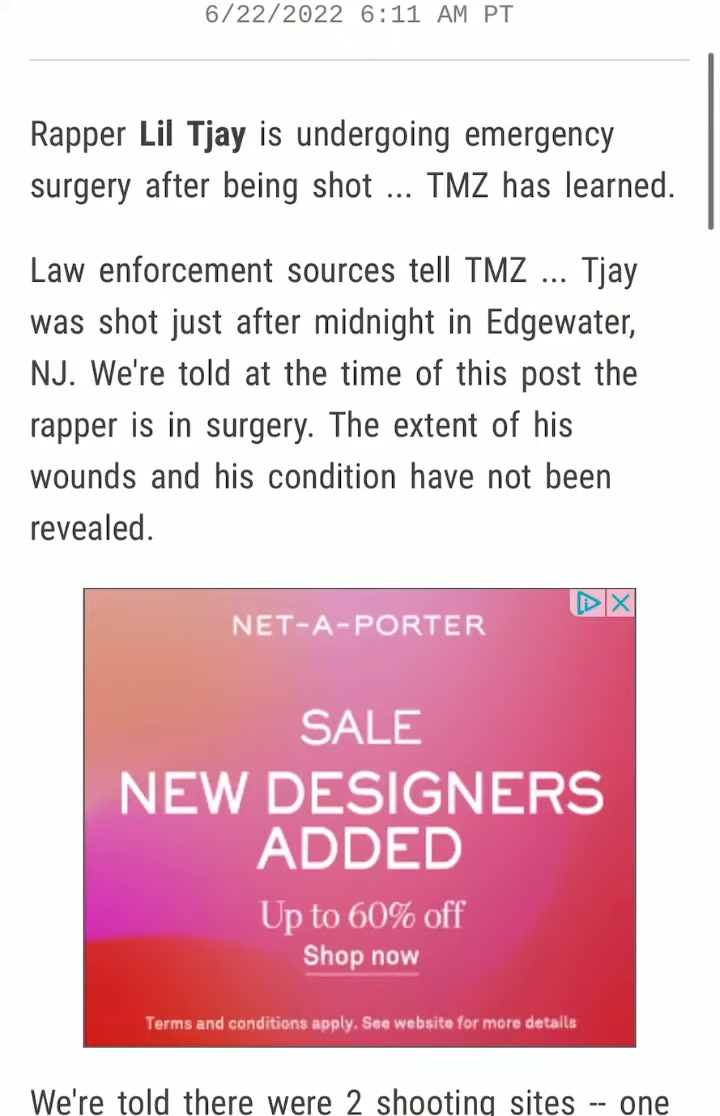 6/22/2022 6:11 AM PT
Rapper Lil Tjay is undergoing emergency
surgery after being shot ... TMZ has learned.
Law enforcement sources tell TMZ ... Tjay
was shot just after midnight in Edgewater,
NJ. We're told at the time of this post the
rapper is in surgery. The extent of his
wounds and his condition have not been
revealed.
NET-A-PORTER
SALE
NEW DESIGNERS
ADDED
Up to 60% off
Shop now
Terms and conditions apply. See website for more details
We're told there were 2 shooting sites -- one